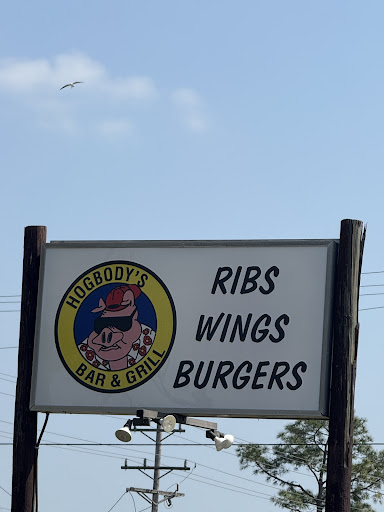 HOGBODY'S
BAR & GRILL
RIBS
WINGS
BURGERS